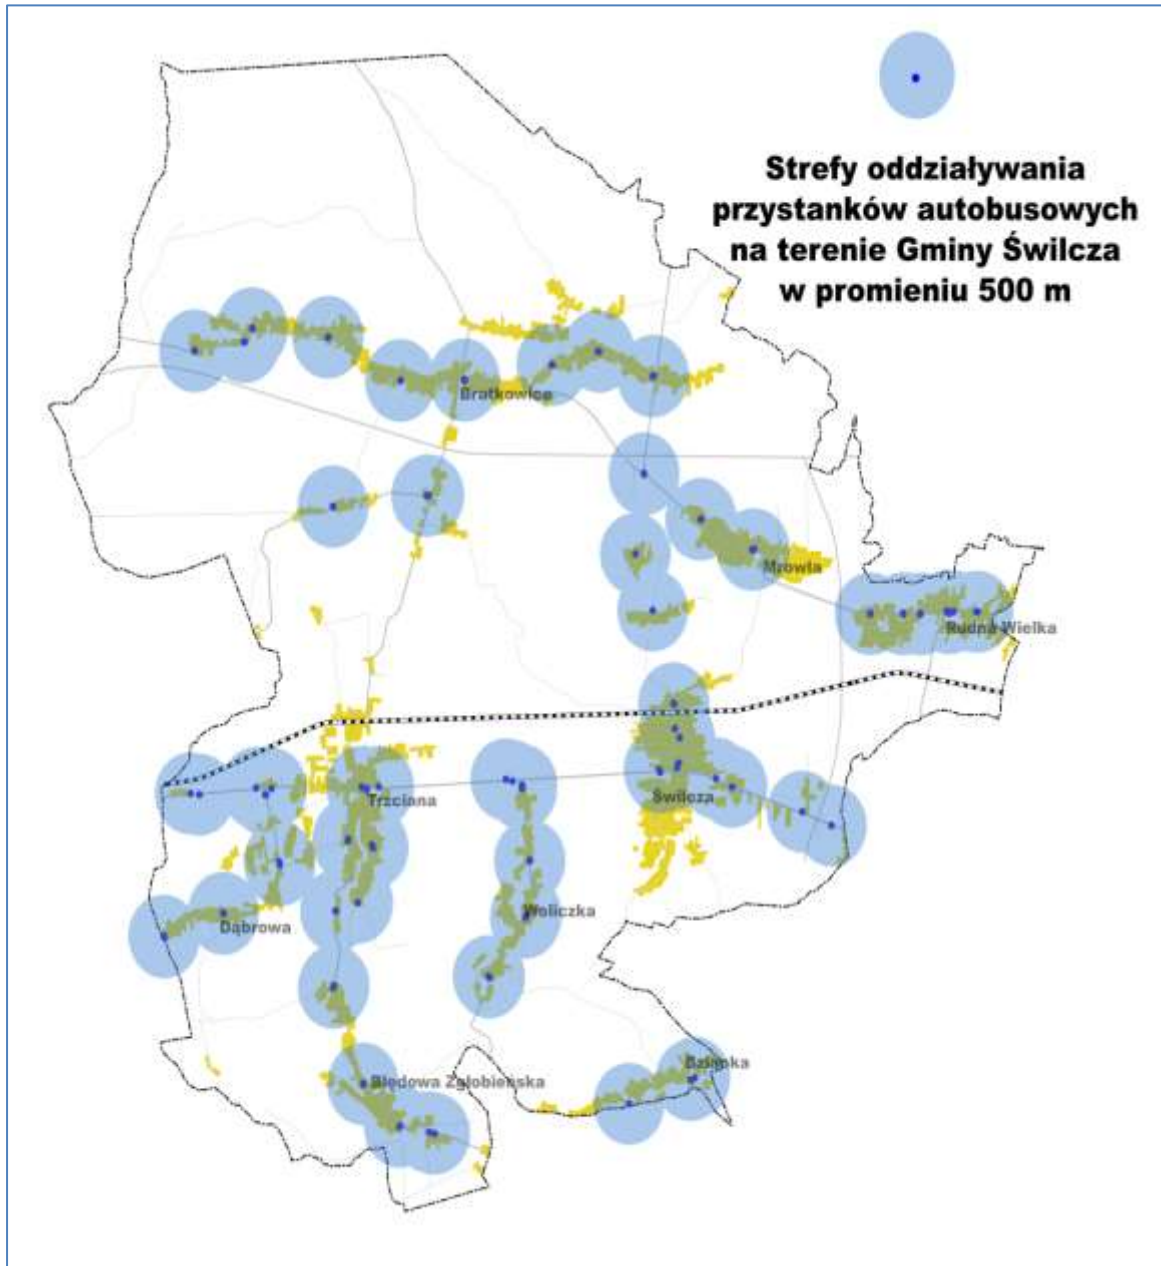 Strefy oddziaływania
przystanków autobusowych
na terenie Gminy Świlcza
w promieniu 500 m
Bratkowice
Mrowla
Rudna Wielka
Trzciana
Świlcza
Dąbrowa
Woliczka
Błędowa Zgłobieńska